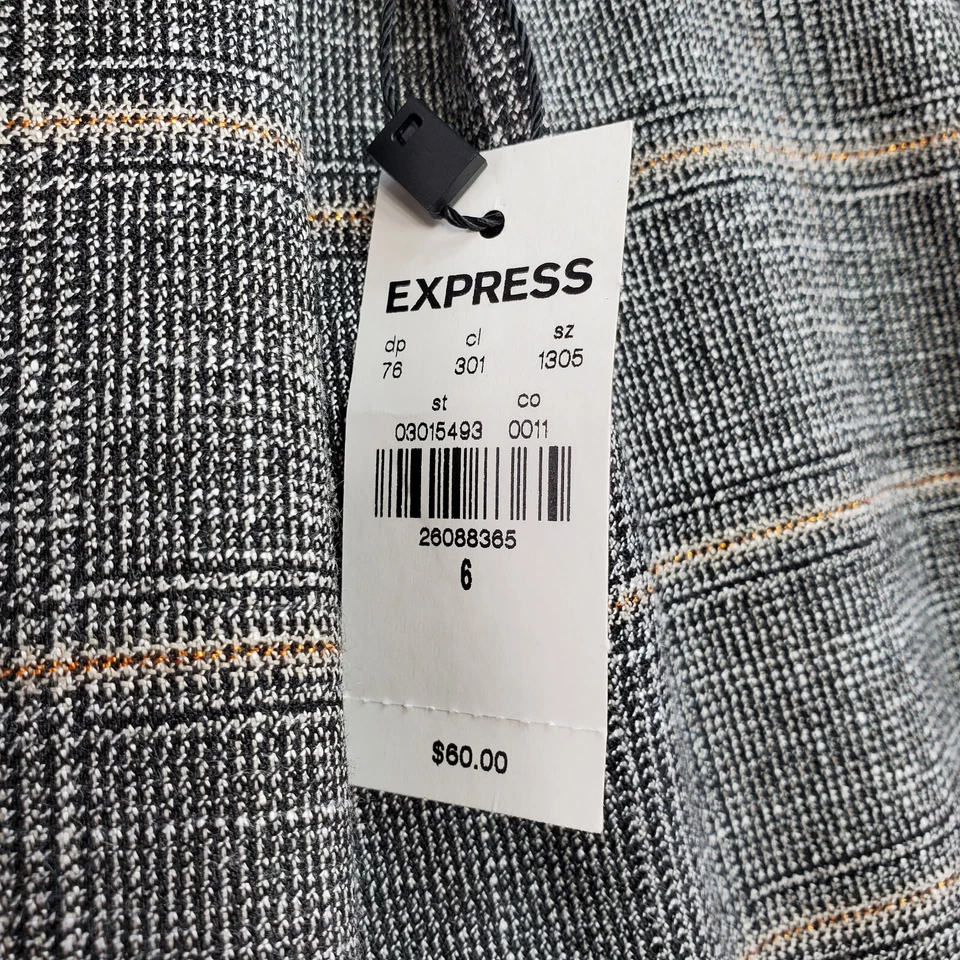 EXPRESS
dp cl sz
76 301 1305
st co
03015493 0011
26088365
6
$60.00